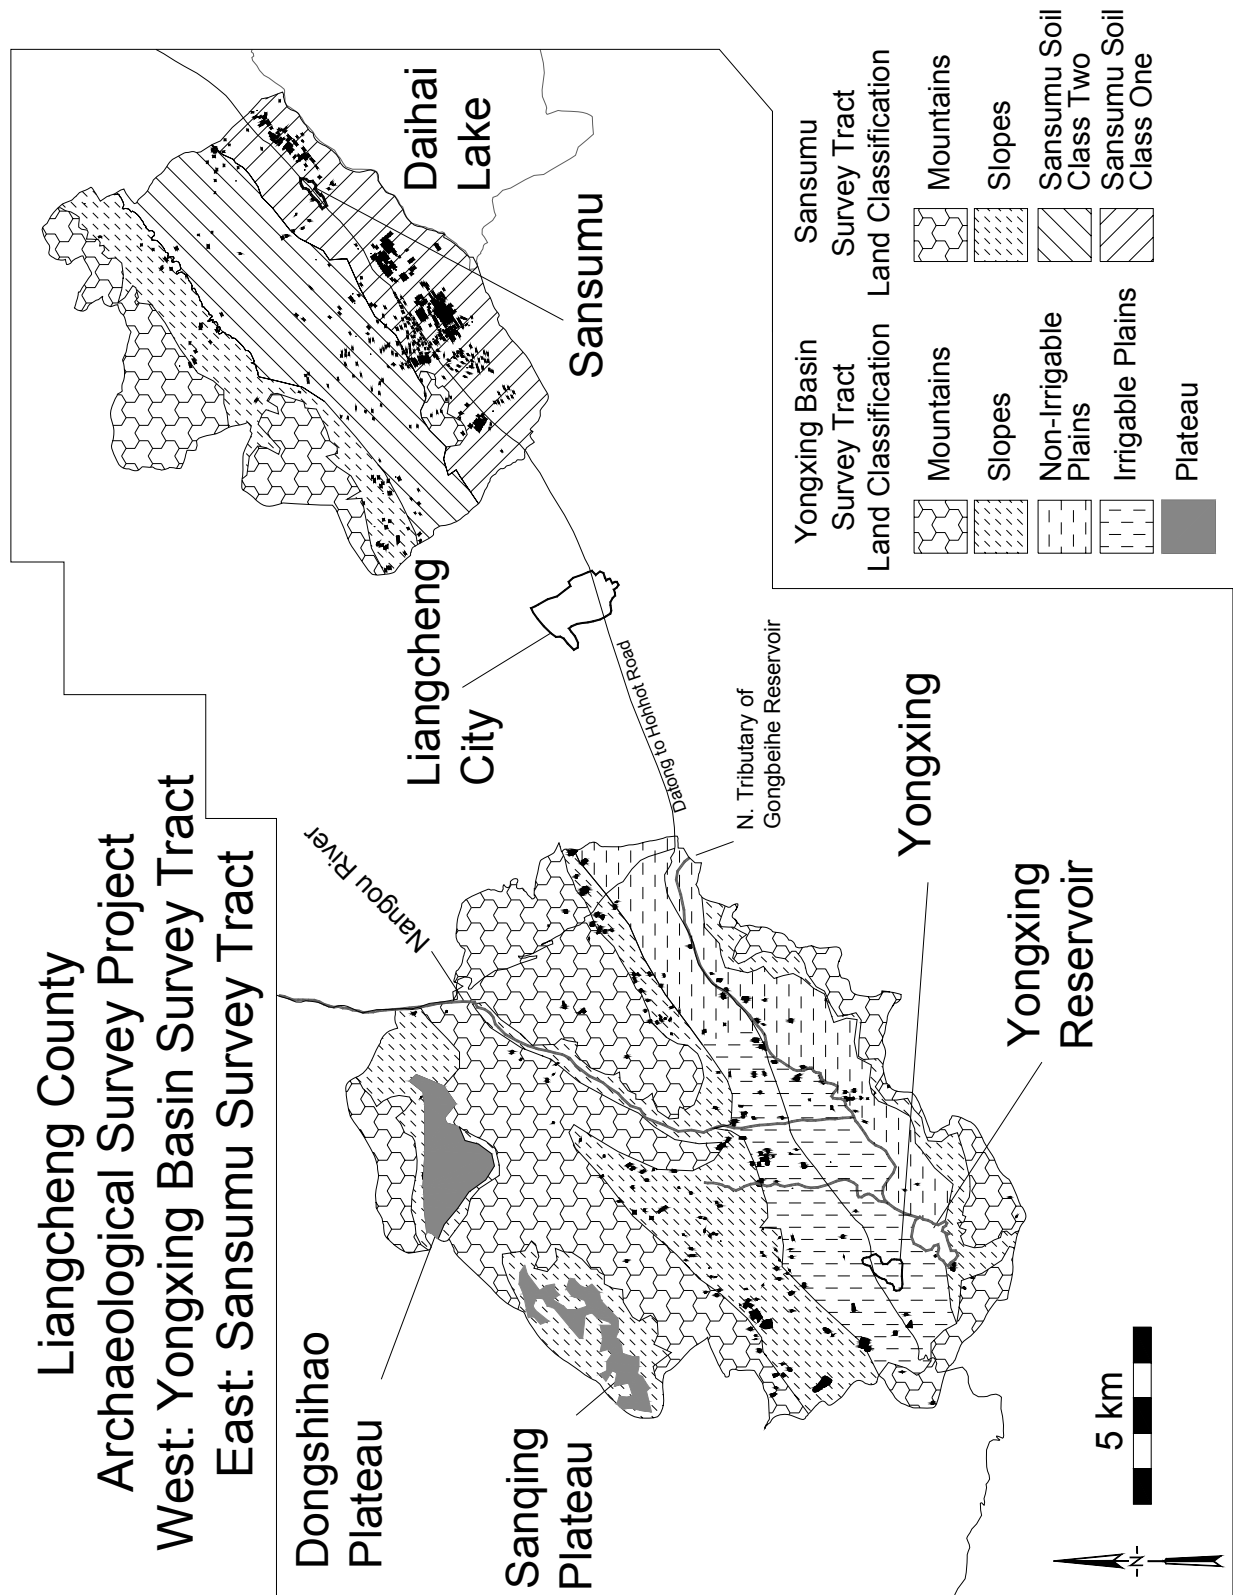 Liangcheng County
Archaeological Survey Project
West: Yongxing Basin Survey Tract
East: Sansumu Survey Tract
Dongshihao
Plateau
Sanqing
Plateau
Nangou River
Liangcheng
City
Datong to Hohhot Road
N. Tributary of
Gongbeihe Reservoir
Daihai
Lake
Sansumu
Yongxing
Yongxing
Reservoir
5 km
N
Yongxing Basin
Survey Tract
Land Classification
Mountains
Slopes
Non-Irrigable
Plains
Irrigable Plains
Plateau
Sansumu
Survey Tract
Land Classification
Mountains
Slopes
Sansumu Soil
Class Two
Sansumu Soil
Class One